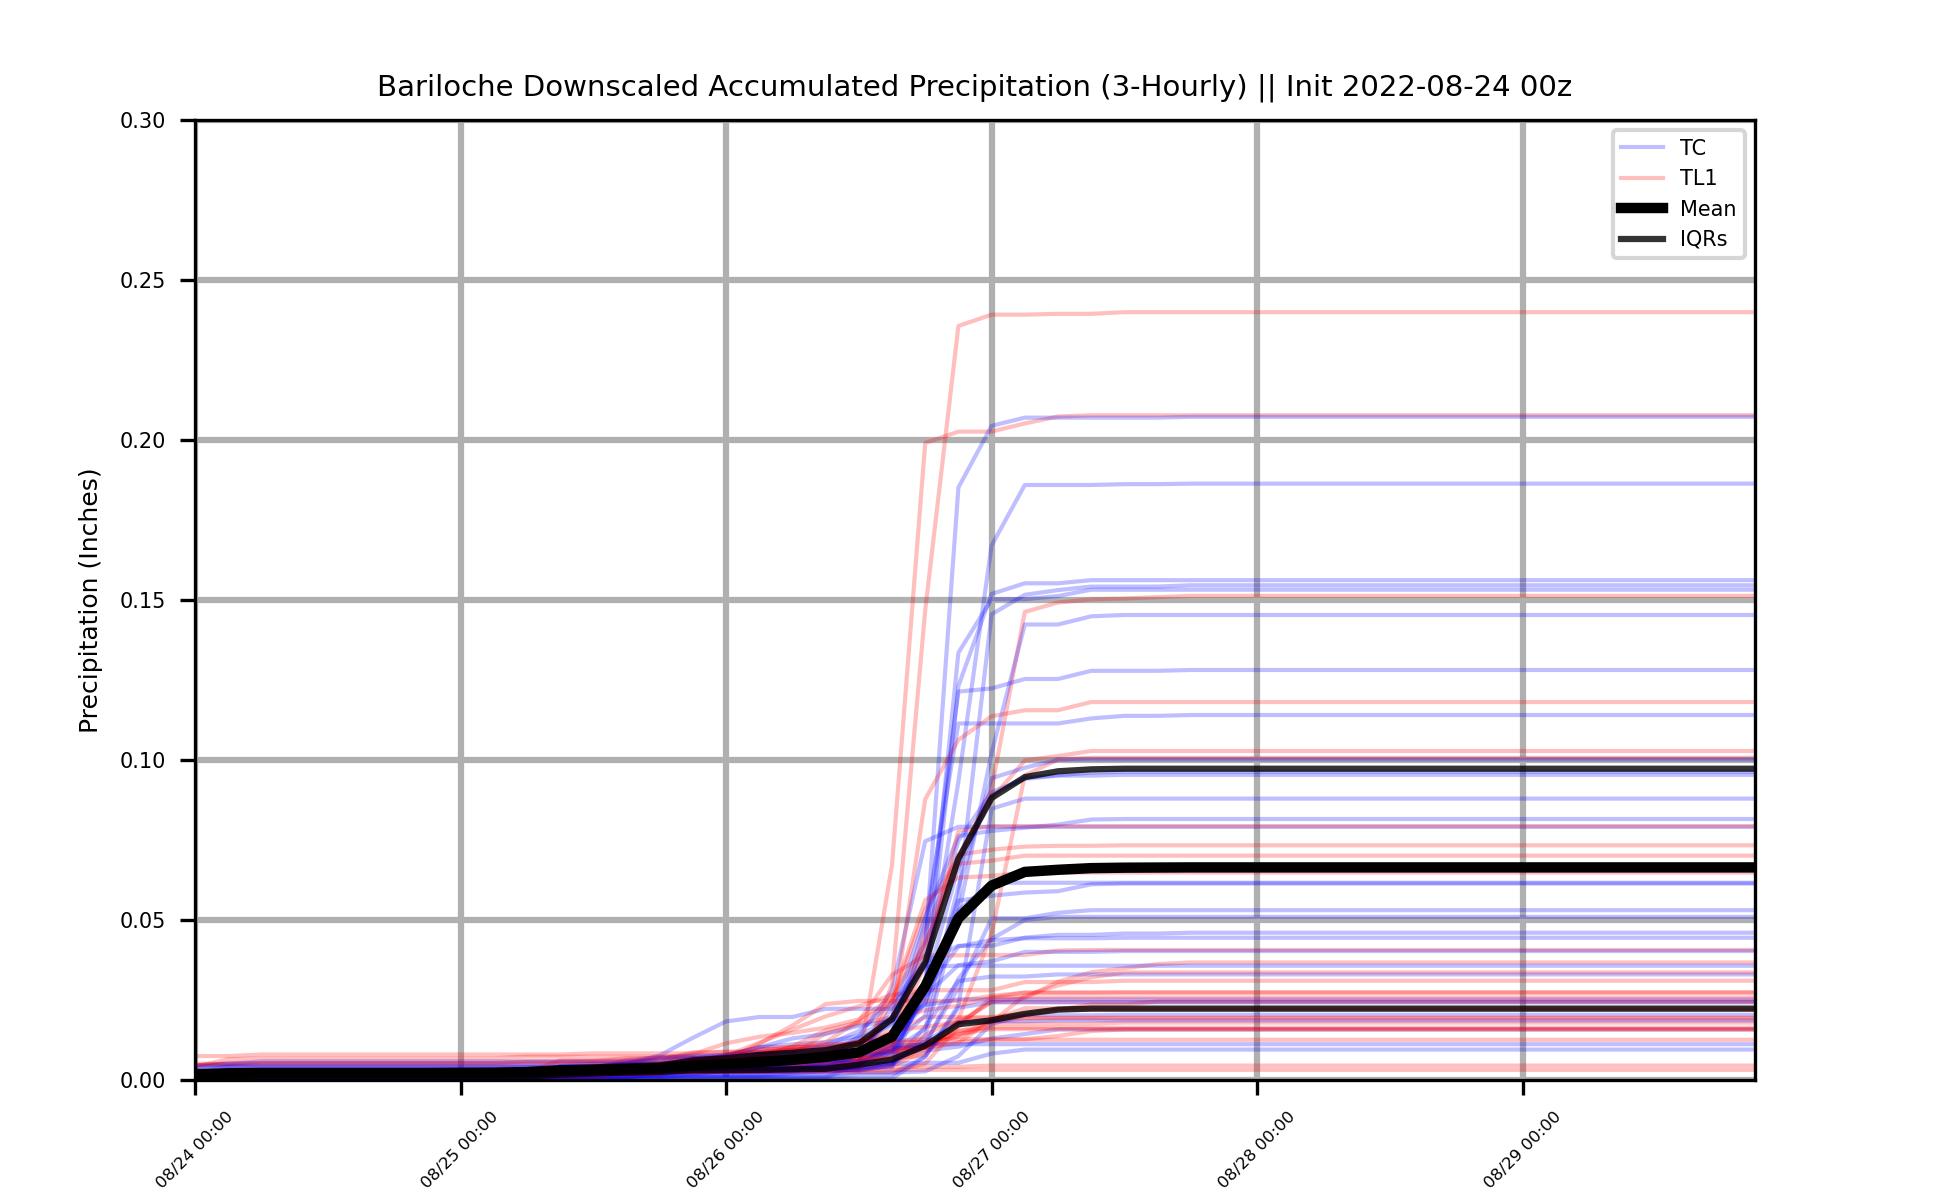 Bariloche Downscaled Accumulated Precipitation (3-Hourly) || Init 2022-08-24 00z
0.30
0.25
0.20
0.15
0.10
0.05
0.00
Precipitation (Inches)
TC
TL1
Mean
IQRs
08/24 00:00
08/25 00:00
08/26 00:00
08/27 00:00
08/28 00:00
08/29 00:00